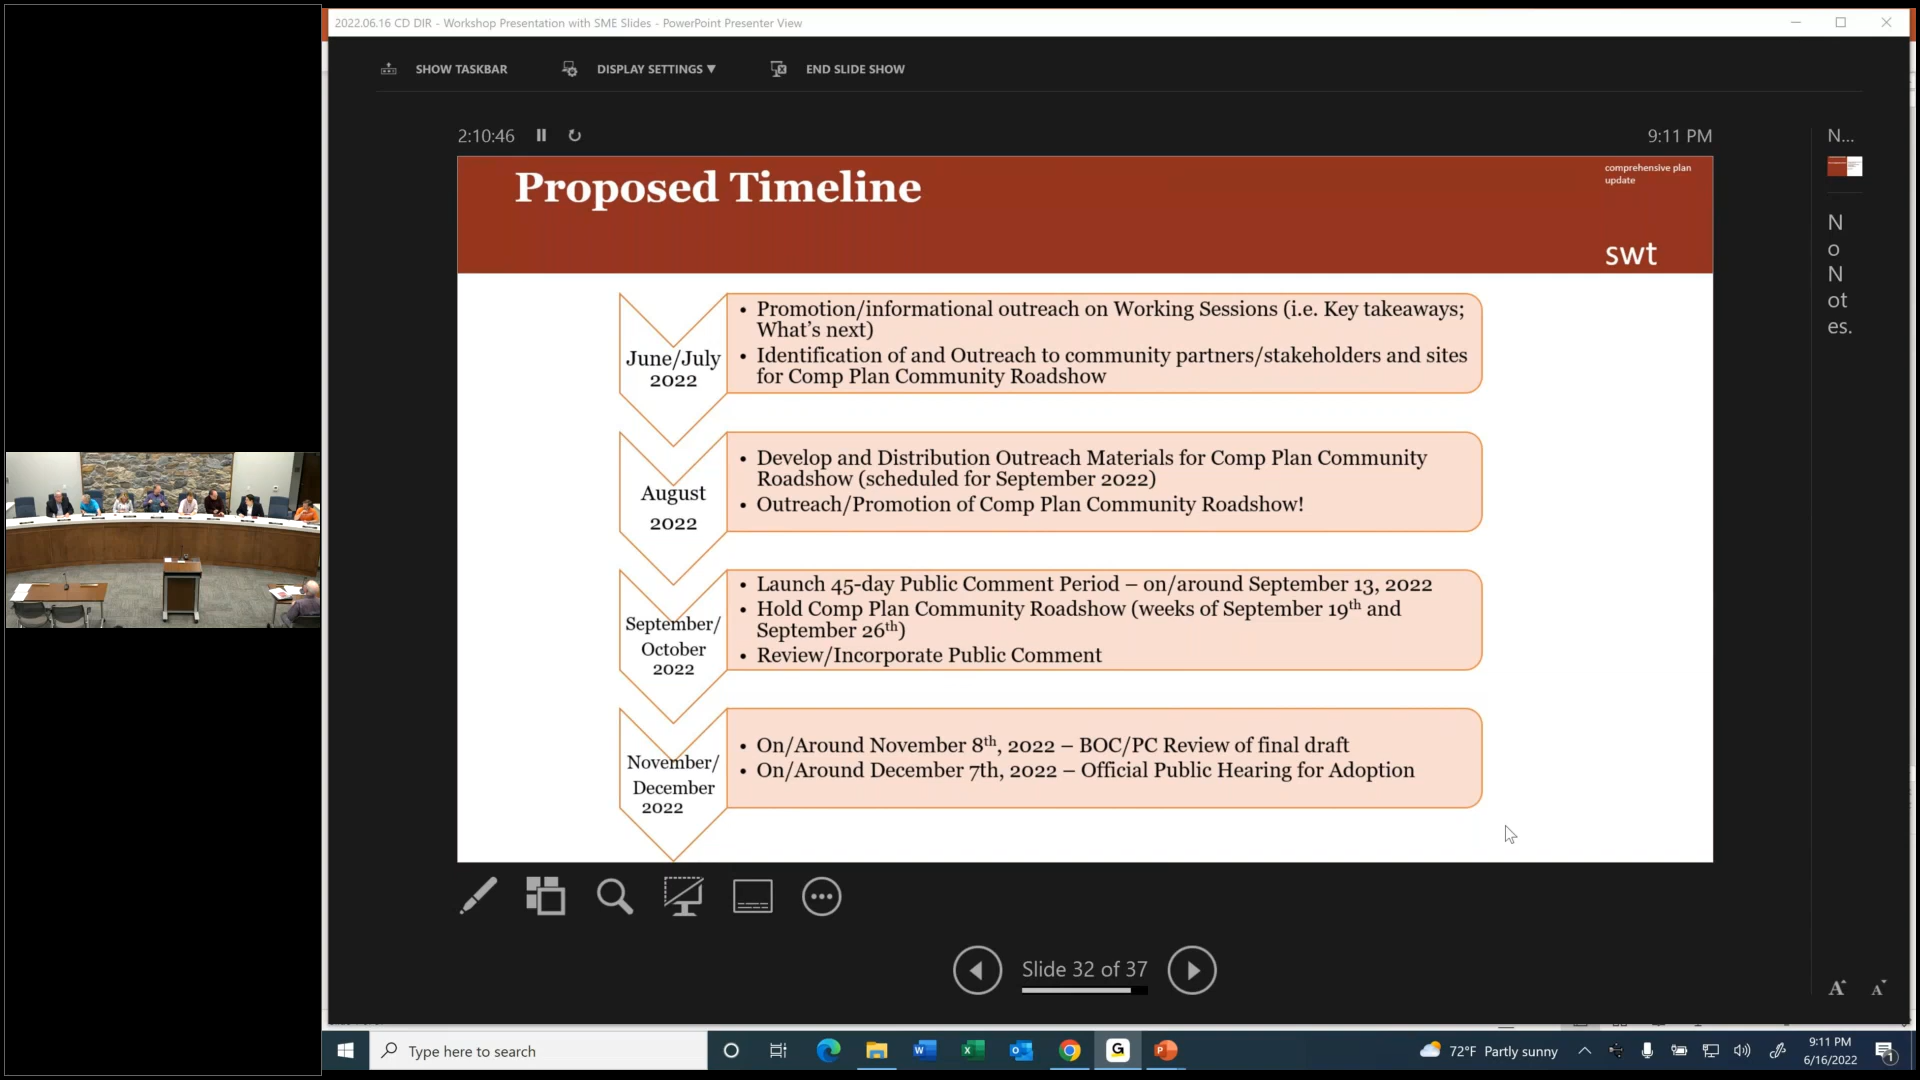 2022.06.16 CD DIR - Workshop Presentation with SME Slides - PowerPoint Presenter View
SHOW TASKBAR
DISPLAY SETTINGS ▼
END SLIDE SHOW
2:10:46
9:11 PM
N...
Proposed Timeline
comprehensive plan
update
swt
N
o
N
ot
es.
June/July
2022
• Promotion/informational outreach on Working Sessions (i.e. Key takeaways;
What's next)
• Identification of and Outreach to community partners/stakeholders and sites
for Comp Plan Community Roadshow
August
2022
• Develop and Distribution Outreach Materials for Comp Plan Community
Roadshow (scheduled for September 2022)
• Outreach/Promotion of Comp Plan Community Roadshow!
September/
October
2022
• Launch 45-day Public Comment Period – on/around September 13, 2022
• Hold Comp Plan Community Roadshow (weeks of September 19th and
September 26th)
• Review/Incorporate Public Comment
November/
December
2022
• On/Around November 8th, 2022 – BOC/PC Review of final draft
• On/Around December 7th, 2022 – Official Public Hearing for Adoption
Slide 32 of 37
A A
Type here to search
72°F Partly sunny
9:11 PM
6/16/2022
1